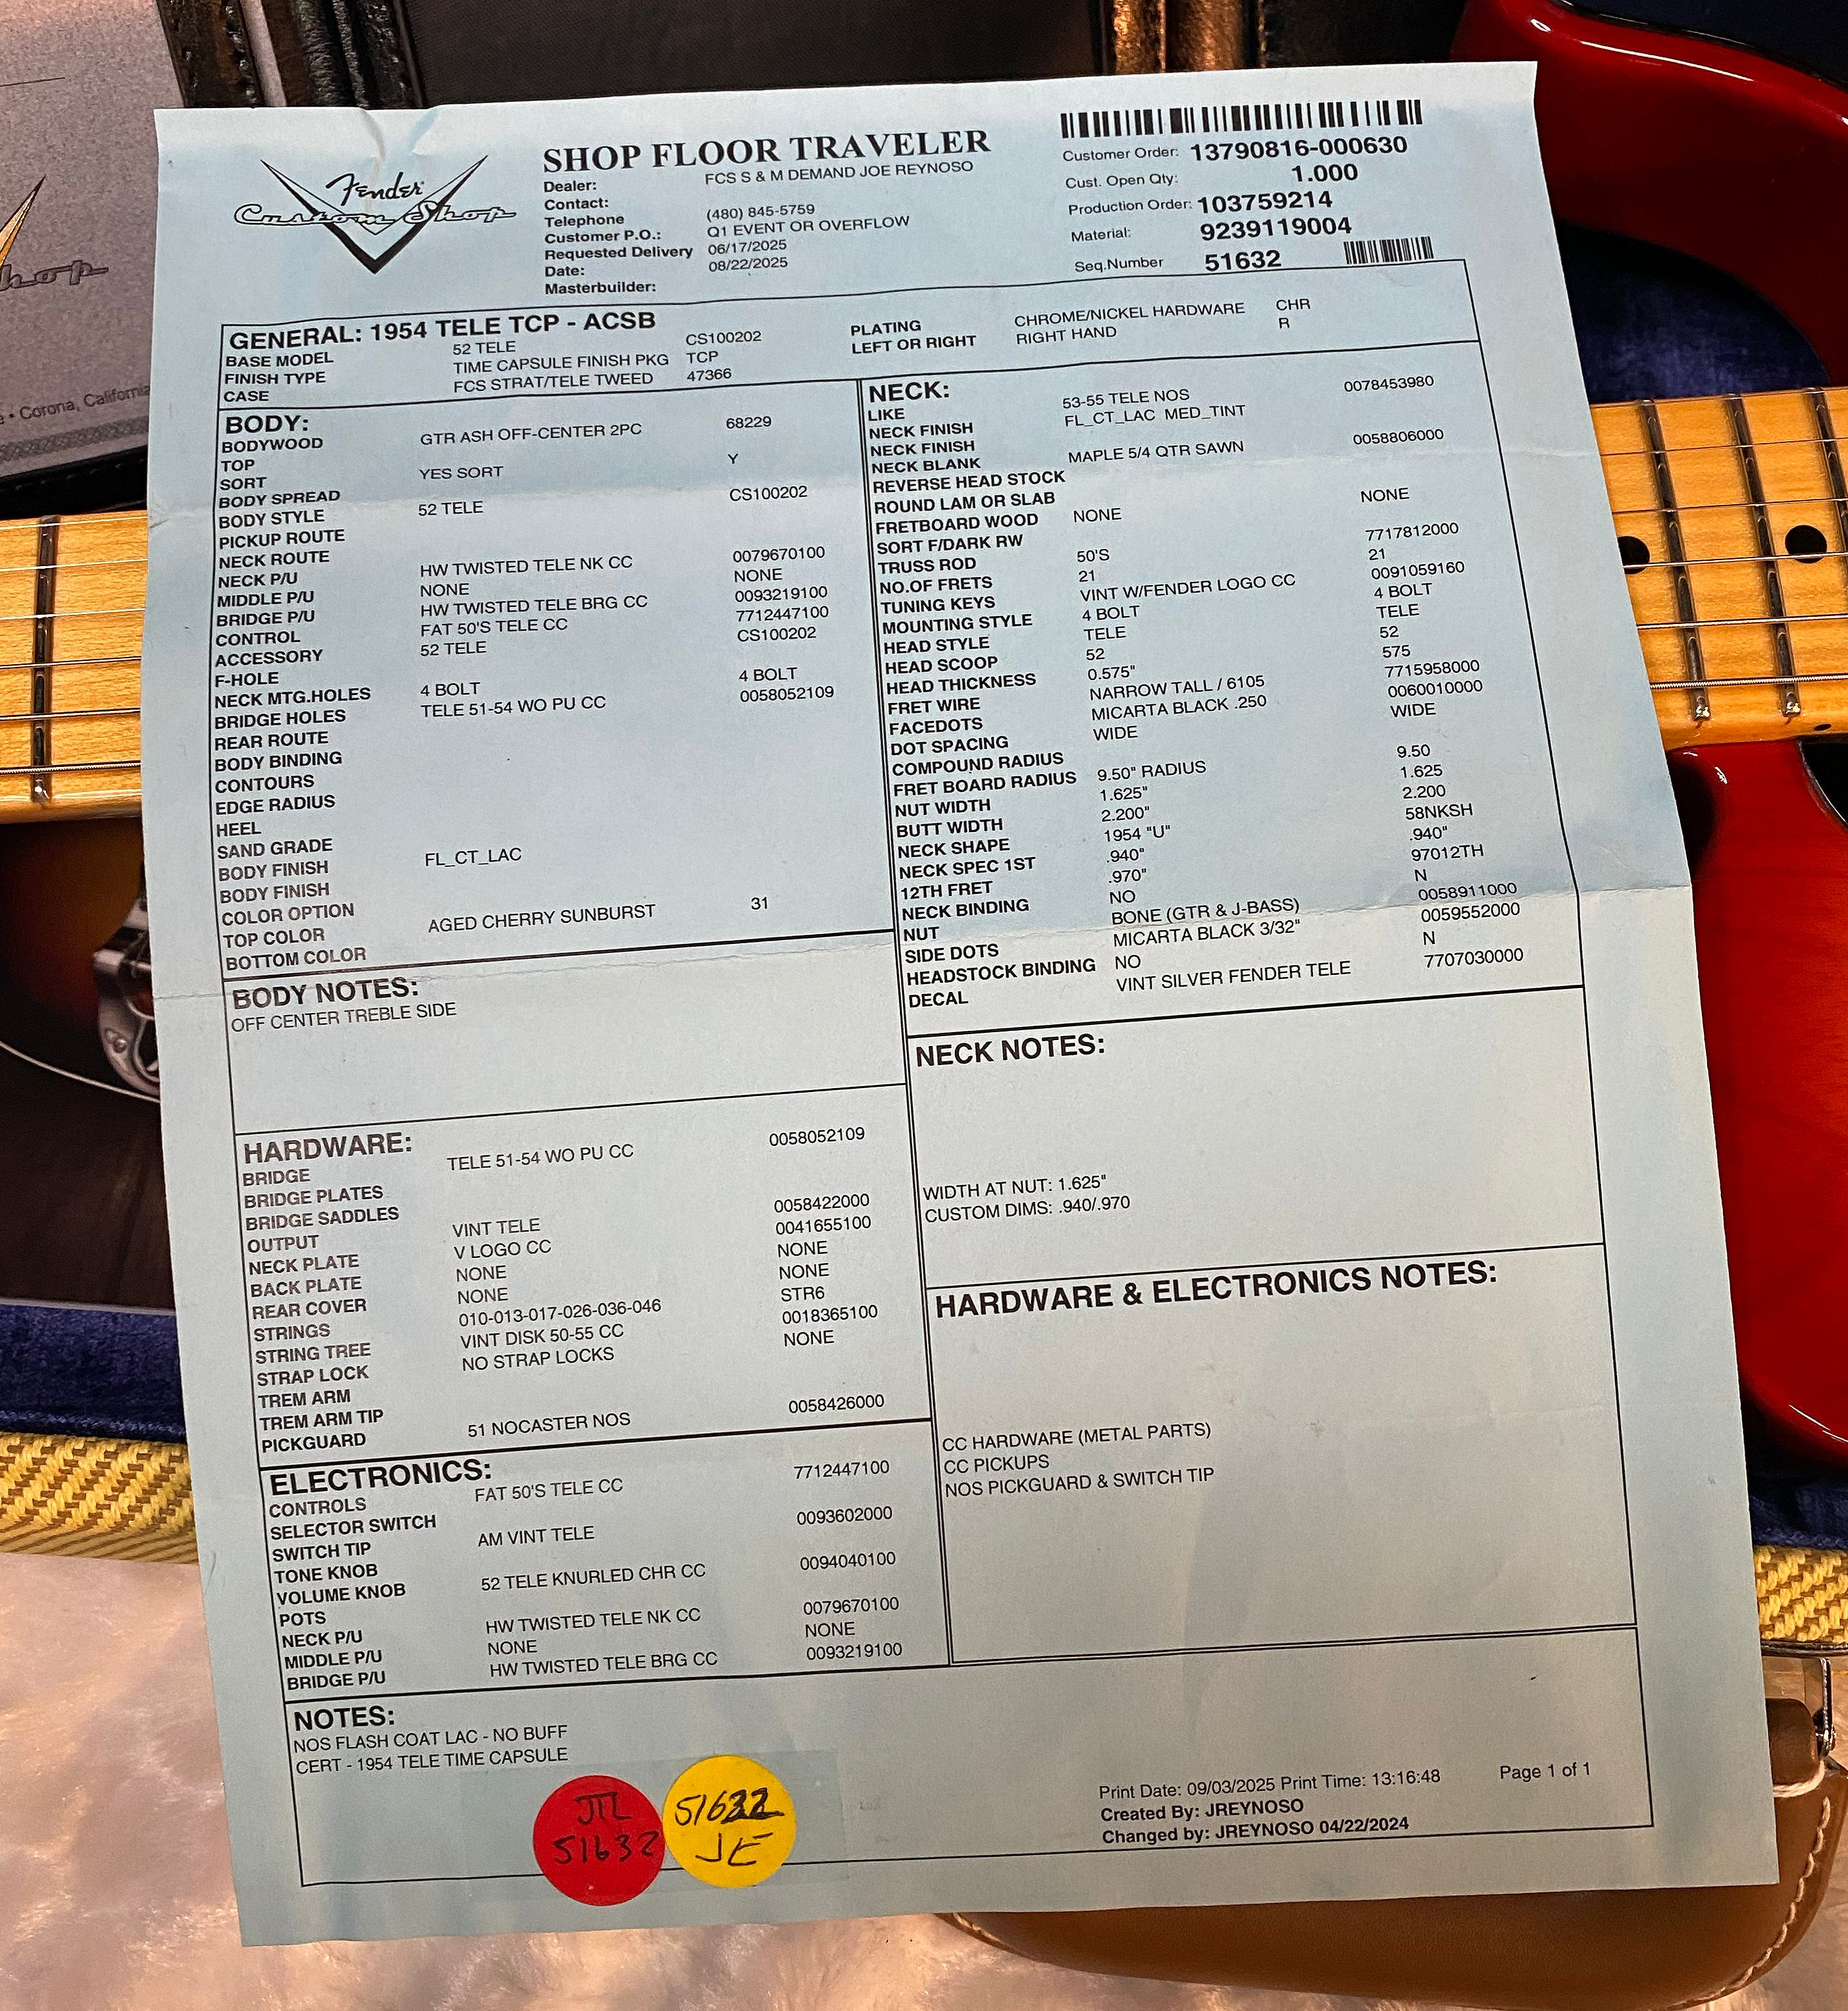 Fender
Custom Shop
SHOP FLOOR TRAVELER
Dealer: FCS S & M DEMAND JOE REYNOSO
Contact:
Telephone (480) 845-5759
Customer P.O.: Q1 EVENT OR OVERFLOW
Requested Delivery 06/17/2025
Date: 08/22/2025
Masterbuilder:
Customer Order: 13790816-000630
Cust. Open Qty: 1.000
Production Order: 103759214
Material: 9239119004
Seq.Number 51632
GENERAL: 1954 TELE TCP - ACSB
BASE MODEL 52 TELE CS100202
FINISH TYPE TIME CAPSULE FINISH PKG TCP
CASE FCS STRAT/TELE TWEED 47366
PLATING CHROME/NICKEL HARDWARE CHR
LEFT OR RIGHT RIGHT HAND R
BODY:
BODYWOOD GTR ASH OFF-CENTER 2PC 68229
TOP
SORT YES SORT Y
BODY SPREAD
BODY STYLE 52 TELE CS100202
PICKUP ROUTE
NECK ROUTE
NECK P/U HW TWISTED TELE NK CC 0079670100
MIDDLE P/U NONE NONE
BRIDGE P/U HW TWISTED TELE BRG CC 0093219100
CONTROL FAT 50'S TELE CC 7712447100
ACCESSORY 52 TELE CS100202
F-HOLE
NECK MTG.HOLES 4 BOLT 4 BOLT
BRIDGE HOLES TELE 51-54 WO PU CC 0058052109
REAR ROUTE
BODY BINDING
CONTOURS
EDGE RADIUS
HEEL
SAND GRADE
BODY FINISH FL_CT_LAC
BODY FINISH
COLOR OPTION
TOP COLOR AGED CHERRY SUNBURST 31
BOTTOM COLOR
BODY NOTES:
OFF CENTER TREBLE SIDE
HARDWARE:
BRIDGE TELE 51-54 WO PU CC 0058052109
BRIDGE PLATES
BRIDGE SADDLES
OUTPUT VINT TELE 0058422000
NECK PLATE V LOGO CC 0041655100
BACK PLATE NONE NONE
REAR COVER NONE NONE
STRINGS 010-013-017-026-036-046 STR6
STRING TREE VINT DISK 50-55 CC 0018365100
STRAP LOCK NO STRAP LOCKS NONE
TREM ARM
TREM ARM TIP
PICKGUARD 51 NOCASTER NOS 0058426000
ELECTRONICS:
CONTROLS FAT 50'S TELE CC 7712447100
SELECTOR SWITCH
SWITCH TIP AM VINT TELE 0093602000
TONE KNOB
VOLUME KNOB 52 TELE KNURLED CHR CC 0094040100
POTS
NECK P/U HW TWISTED TELE NK CC 0079670100
MIDDLE P/U NONE NONE
BRIDGE P/U HW TWISTED TELE BRG CC 0093219100
NECK:
LIKE 53-55 TELE NOS 0078453980
NECK FINISH FL_CT_LAC MED_TINT
NECK FINISH
NECK BLANK MAPLE 5/4 QTR SAWN 0058806000
REVERSE HEAD STOCK
ROUND LAM OR SLAB
FRETBOARD WOOD NONE NONE
SORT F/DARK RW
TRUSS ROD 50'S 7717812000
NO.OF FRETS 21 21
TUNING KEYS VINT W/FENDER LOGO CC 0091059160
MOUNTING STYLE 4 BOLT 4 BOLT
HEAD STYLE TELE TELE
HEAD SCOOP 52 52
HEAD THICKNESS 0.575" 575
FRET WIRE NARROW TALL / 6105 7715958000
FACEDOTS MICARTA BLACK .250 0060010000
DOT SPACING WIDE WIDE
COMPOUND RADIUS
FRET BOARD RADIUS 9.50" RADIUS 9.50
NUT WIDTH 1.625" 1.625
BUTT WIDTH 2.200" 2.200
NECK SHAPE 1954 "U" 58NKSH
NECK SPEC 1ST .940" .940"
12TH FRET .970" 97012TH
NECK BINDING NO N
NUT BONE (GTR & J-BASS) 0058911000
SIDE DOTS MICARTA BLACK 3/32" 0059552000
HEADSTOCK BINDING NO N
DECAL VINT SILVER FENDER TELE 7707030000
NECK NOTES:
WIDTH AT NUT: 1.625"
CUSTOM DIMS: .940/.970
HARDWARE & ELECTRONICS NOTES:
CC HARDWARE (METAL PARTS)
CC PICKUPS
NOS PICKGUARD & SWITCH TIP
NOTES:
NOS FLASH COAT LAC - NO BUFF
CERT - 1954 TELE TIME CAPSULE
51632
51632
JE
Print Date: 09/03/2025 Print Time: 13:16:48 Page 1 of 1
Created By: JREYNOSO
Changed by: JREYNOSO 04/22/2024
• Corona, California